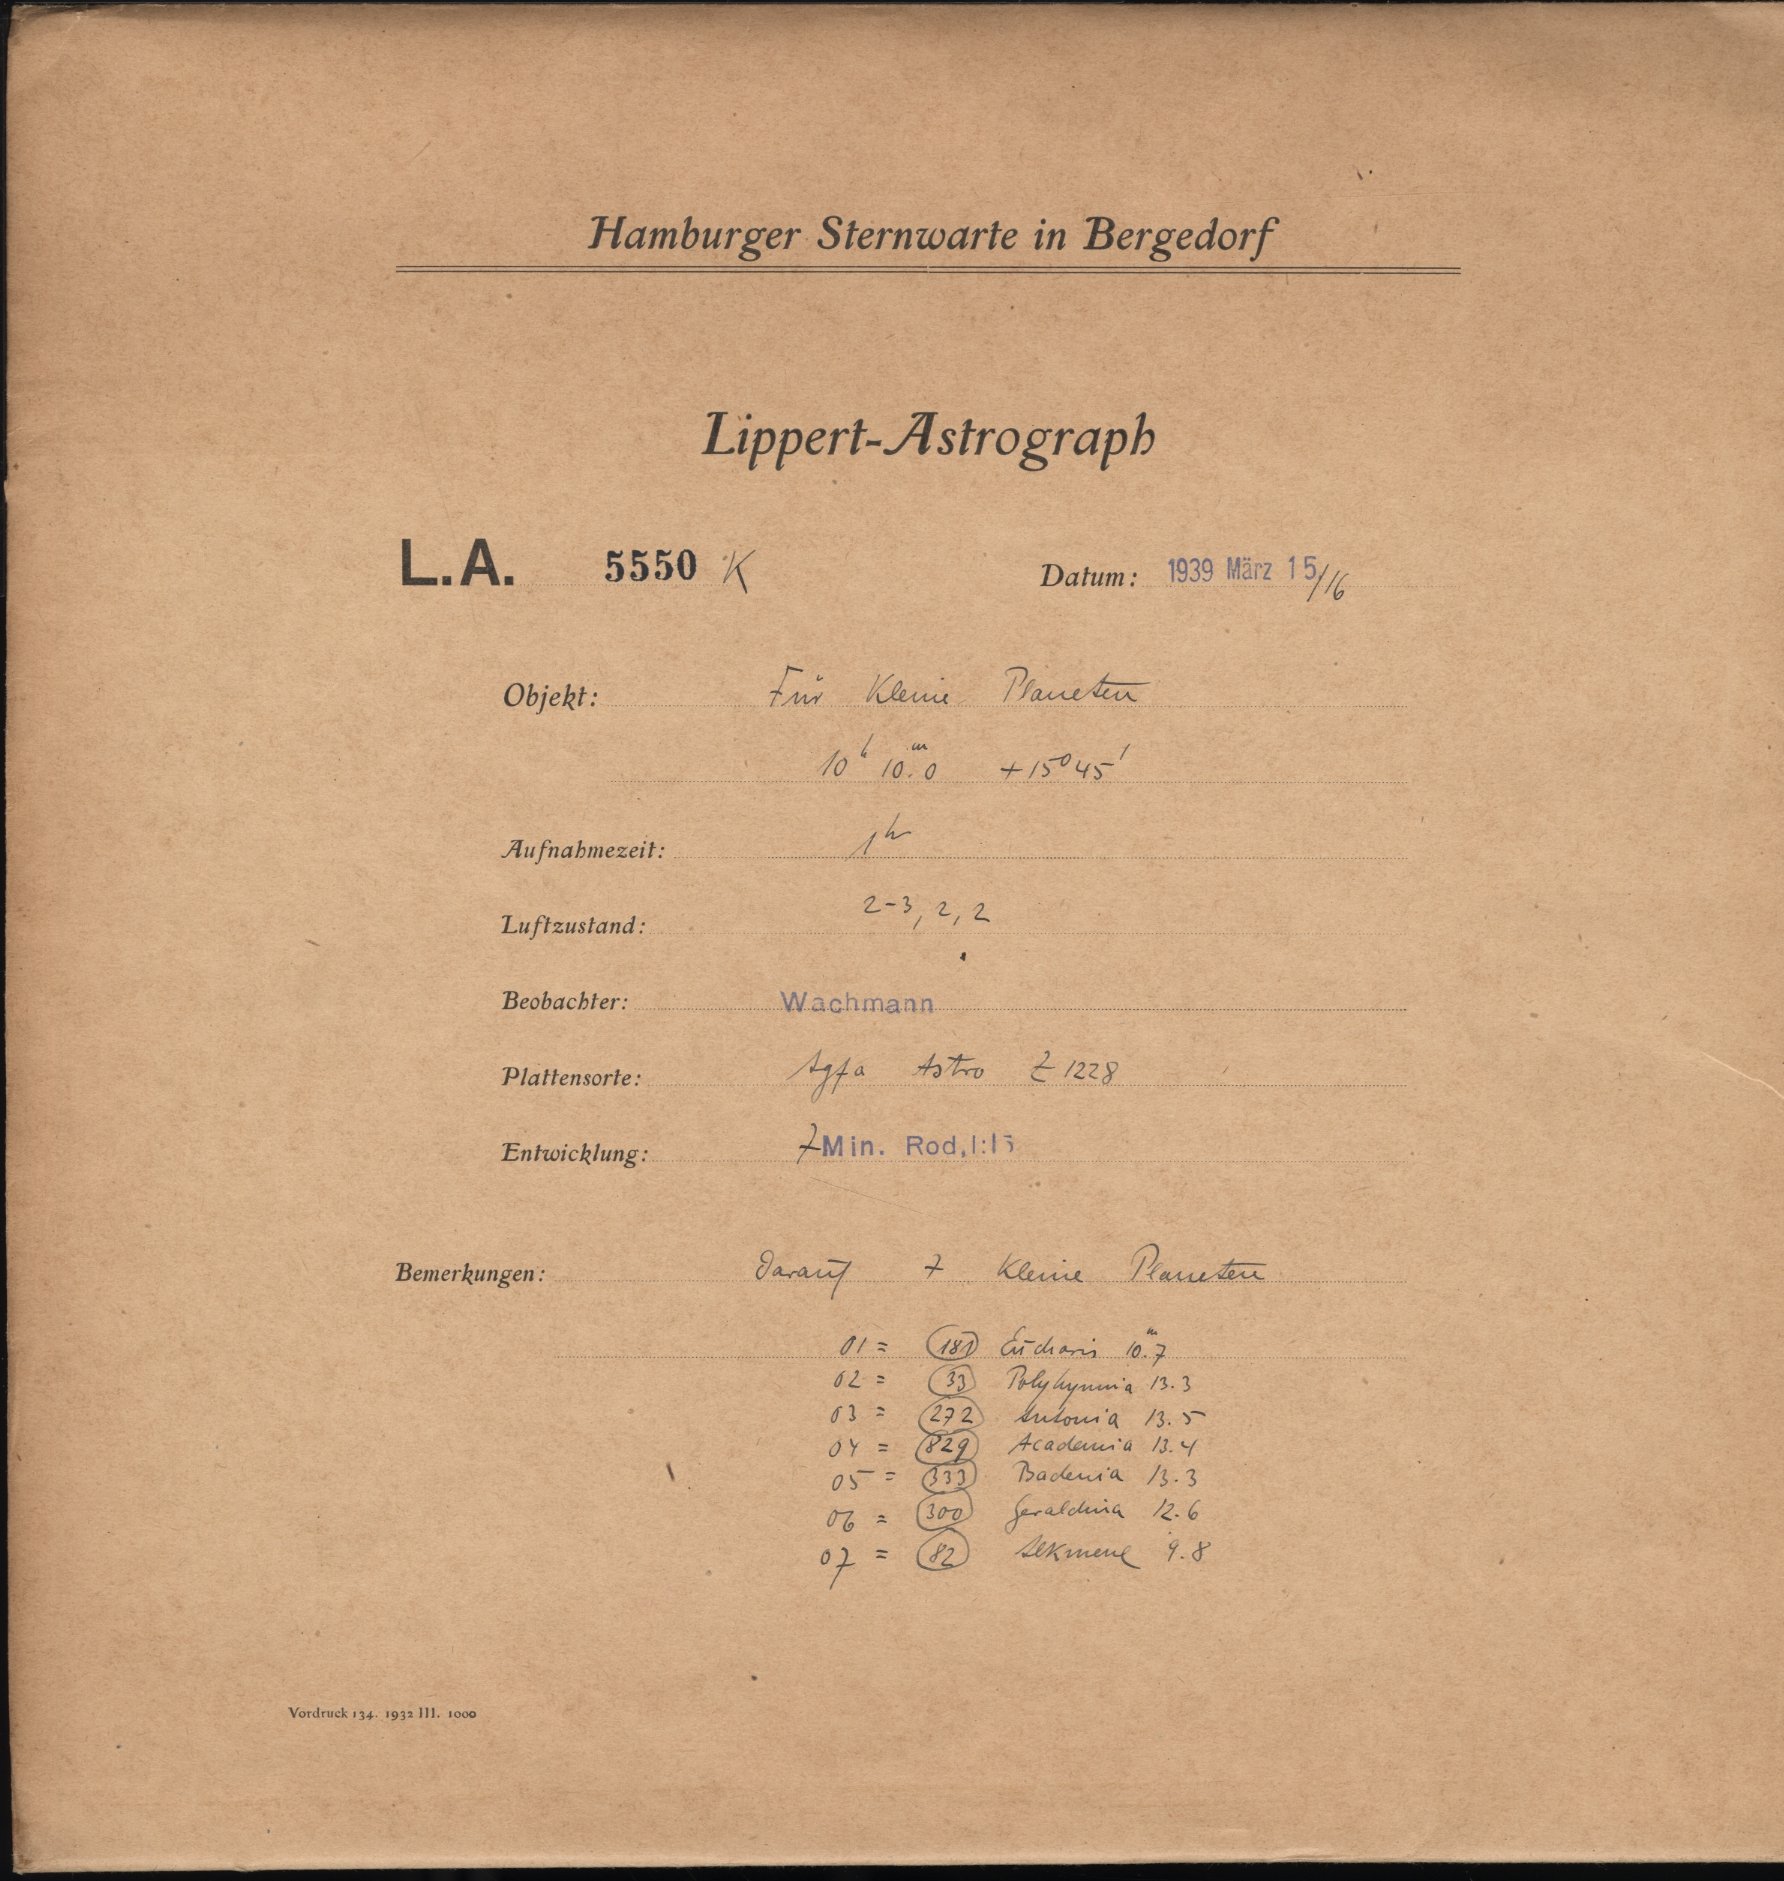 Hamburger Sternwarte in Bergedorf
Lippert-Astrograph
L.A. 5550 K Datum: 1939 März 15/16
Objekt: Für Kleine Planeten
10h 10m.0 +15°45'
Aufnahmezeit: 1h
Luftzustand: 2-3, 2, 2
Beobachter: Wachmann
Plattensorte: Agfa Astro Z 1228
Entwicklung: 7 Min. Rod, 1:15
Bemerkungen: darauf 7 Kleine Planeten
01 = (181) Eucharis 10m.7
02 = (33) Polyhymnia 13.3
03 = (272) Antonia 13.5
04 = (829) Academia 13.4
05 = (333) Badenia 13.3
06 = (300) Geraldina 12.6
07 = (82) Alkmene 9.8
Vordruck 134. 1932 III. 1000